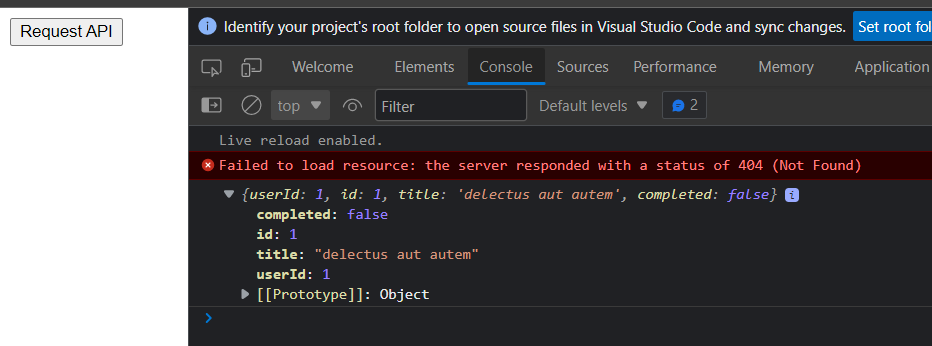 Request API
Identify your project's root folder to open source files in Visual Studio Code and sync changes. Set root fol
Welcome Elements Console Sources Performance Memory Application
top Filter Default levels 2
Live reload enabled.
Failed to load resource: the server responded with a status of 404 (Not Found)
{userId: 1, id: 1, title: 'delectus aut autem', completed: false} i
completed: false
id: 1
title: "delectus aut autem"
userId: 1
[[Prototype]]: Object